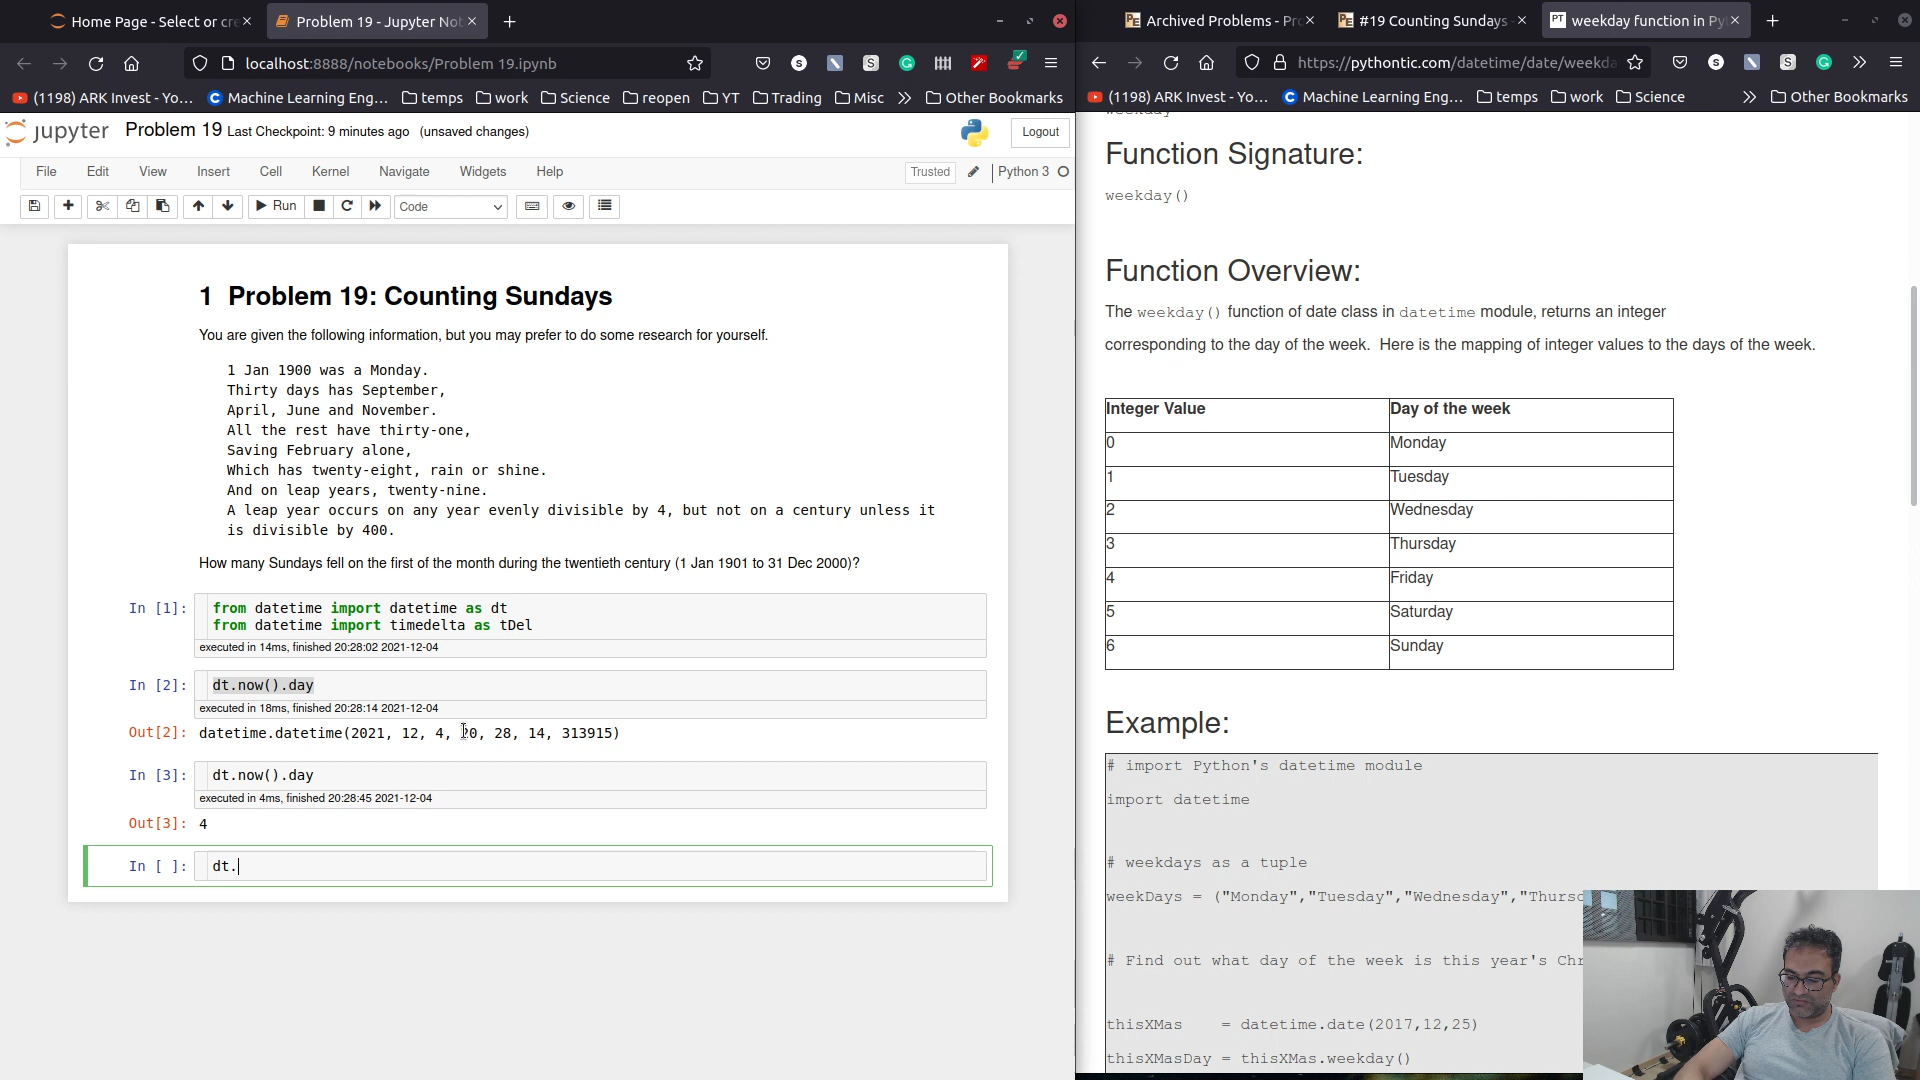 Home Page - Select or cre
Problem 19 - Jupyter Not
localhost:8888/notebooks/Problem 19.ipynb
(1198) ARK Invest - Yo...
Machine Learning Eng...
temps
work
Science
reopen
YT
Trading
Misc
Other Bookmarks
jupyter
Problem 19 Last Checkpoint: 9 minutes ago (unsaved changes)
Logout
File Edit View Insert Cell Kernel Navigate Widgets Help
Trusted
Python 3
Run
Code
1 Problem 19: Counting Sundays
You are given the following information, but you may prefer to do some research for yourself.
1 Jan 1900 was a Monday.
Thirty days has September,
April, June and November.
All the rest have thirty-one,
Saving February alone,
Which has twenty-eight, rain or shine.
And on leap years, twenty-nine.
A leap year occurs on any year evenly divisible by 4, but not on a century unless it
is divisible by 400.
How many Sundays fell on the first of the month during the twentieth century (1 Jan 1901 to 31 Dec 2000)?
In [1]: from datetime import datetime as dt
from datetime import timedelta as tDel
executed in 14ms, finished 20:28:02 2021-12-04
In [2]: dt.now().day
executed in 18ms, finished 20:28:14 2021-12-04
Out[2]: datetime.datetime(2021, 12, 4, 20, 28, 14, 313915)
In [3]: dt.now().day
executed in 4ms, finished 20:28:45 2021-12-04
Out[3]: 4
In [ ]: dt.
Archived Problems - Pro
#19 Counting Sundays
weekday function in Py
https://pythontic.com/datetime/date/weekda
(1198) ARK Invest - Yo...
Machine Learning Eng...
temps
work
Science
Other Bookmarks
weekday
Function Signature:
weekday()
Function Overview:
The weekday() function of date class in datetime module, returns an integer
corresponding to the day of the week. Here is the mapping of integer values to the days of the week.
Integer Value Day of the week
0 Monday
1 Tuesday
2 Wednesday
3 Thursday
4 Friday
5 Saturday
6 Sunday
Example:
# import Python's datetime module
import datetime
# weekdays as a tuple
weekDays = ("Monday","Tuesday","Wednesday","Thursd
# Find out what day of the week is this year's Chr
thisXMas = datetime.date(2017,12,25)
thisXMasDay = thisXMas.weekday()